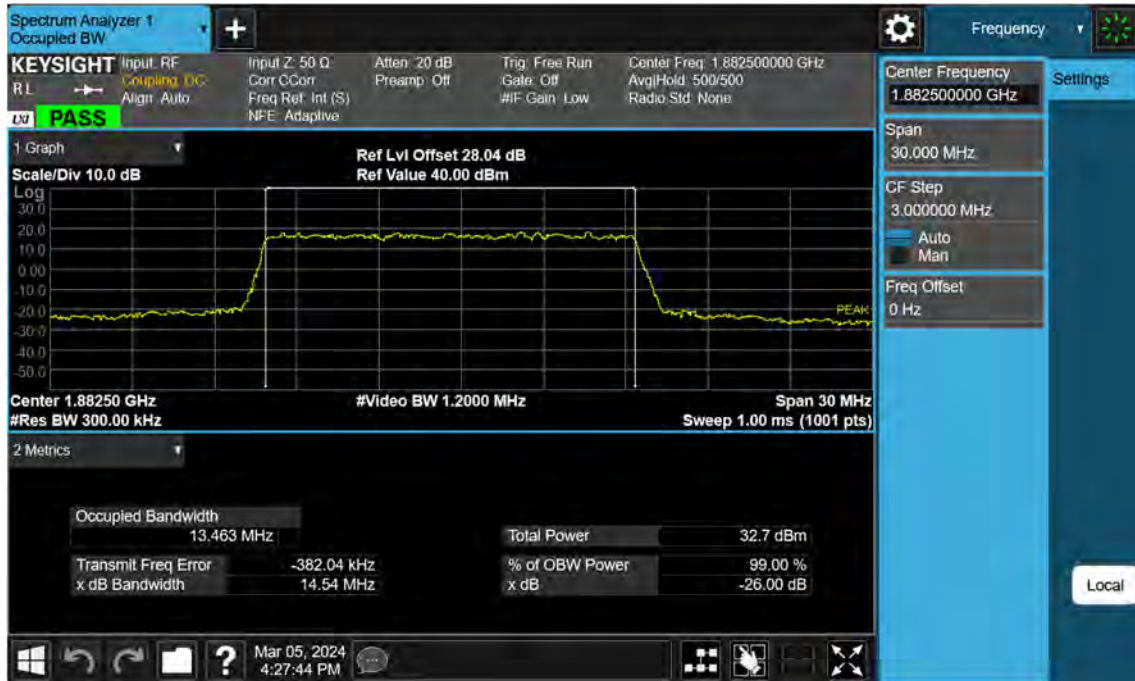 Spectrum Analyzer 1
Occupied BW
+
Frequency
KEYSIGHT Input: RF Input Z: 50 Ω Atten: 20 dB Trig: Free Run Center Freq: 1.882500000 GHz
RL Coupling: DC Corr CCorr Preamp: Off Gate: Off Avg|Hold: 500/500
Align: Auto Freq Ref: Int (S) #IF Gain: Low Radio Std: None
LXI PASS NFE: Adaptive
Center Frequency
1.882500000 GHz
Settings
Span
30.000 MHz
CF Step
3.000000 MHz
Auto
Man
Freq Offset
0 Hz
Local
1 Graph
Ref Lvl Offset 28.04 dB
Scale/Div 10.0 dB Ref Value 40.00 dBm
Log
30.0
20.0
10.0
0.00
-10.0
-20.0
PEAK
-30.0
-40.0
-50.0
Center 1.88250 GHz #Video BW 1.2000 MHz Span 30 MHz
#Res BW 300.00 kHz Sweep 1.00 ms (1001 pts)
2 Metrics
Occupied Bandwidth
13.463 MHz
Total Power 32.7 dBm
Transmit Freq Error -382.04 kHz % of OBW Power 99.00 %
x dB Bandwidth 14.54 MHz x dB -26.00 dB
?
Mar 05, 2024
4:27:44 PM